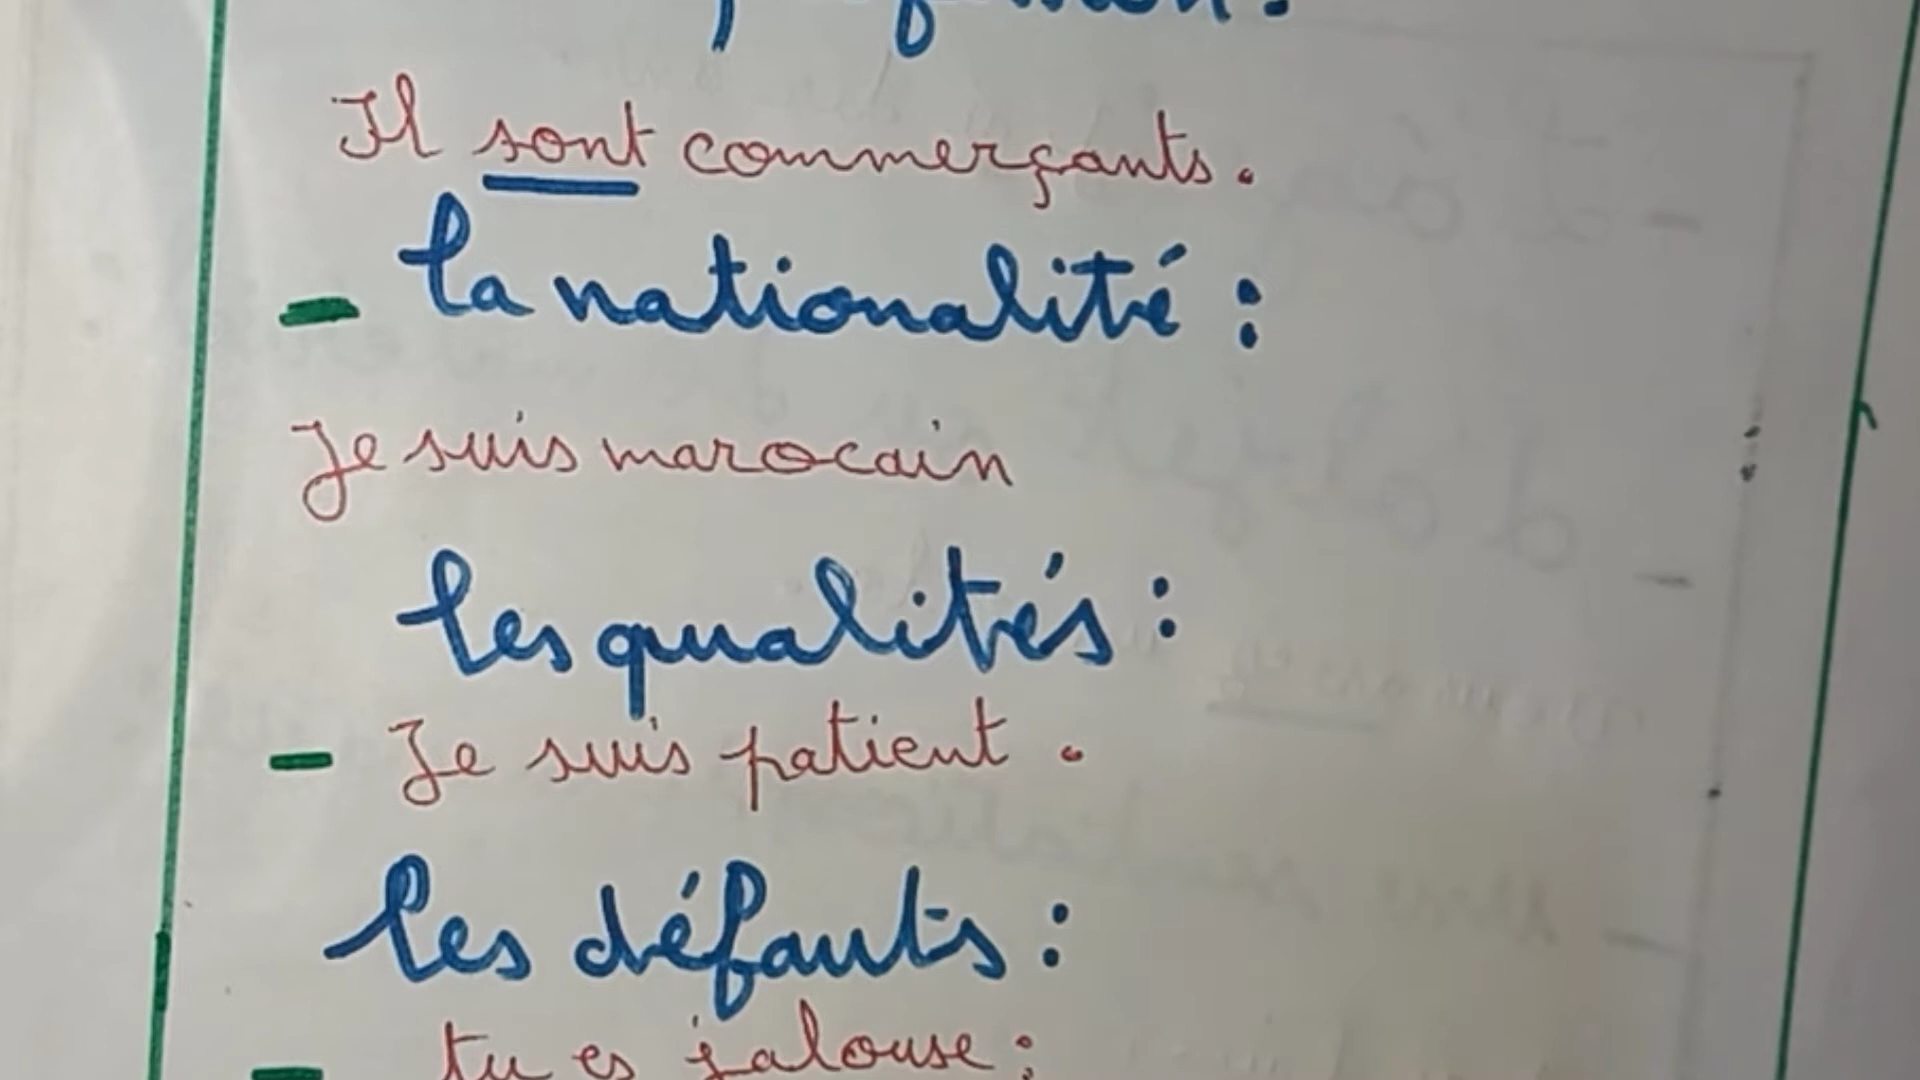 Il sont commerçants.
- la nationalité :
Je suis marocain
les qualités :
- Je suis patient.
les défauts :
- tu es jalouse :